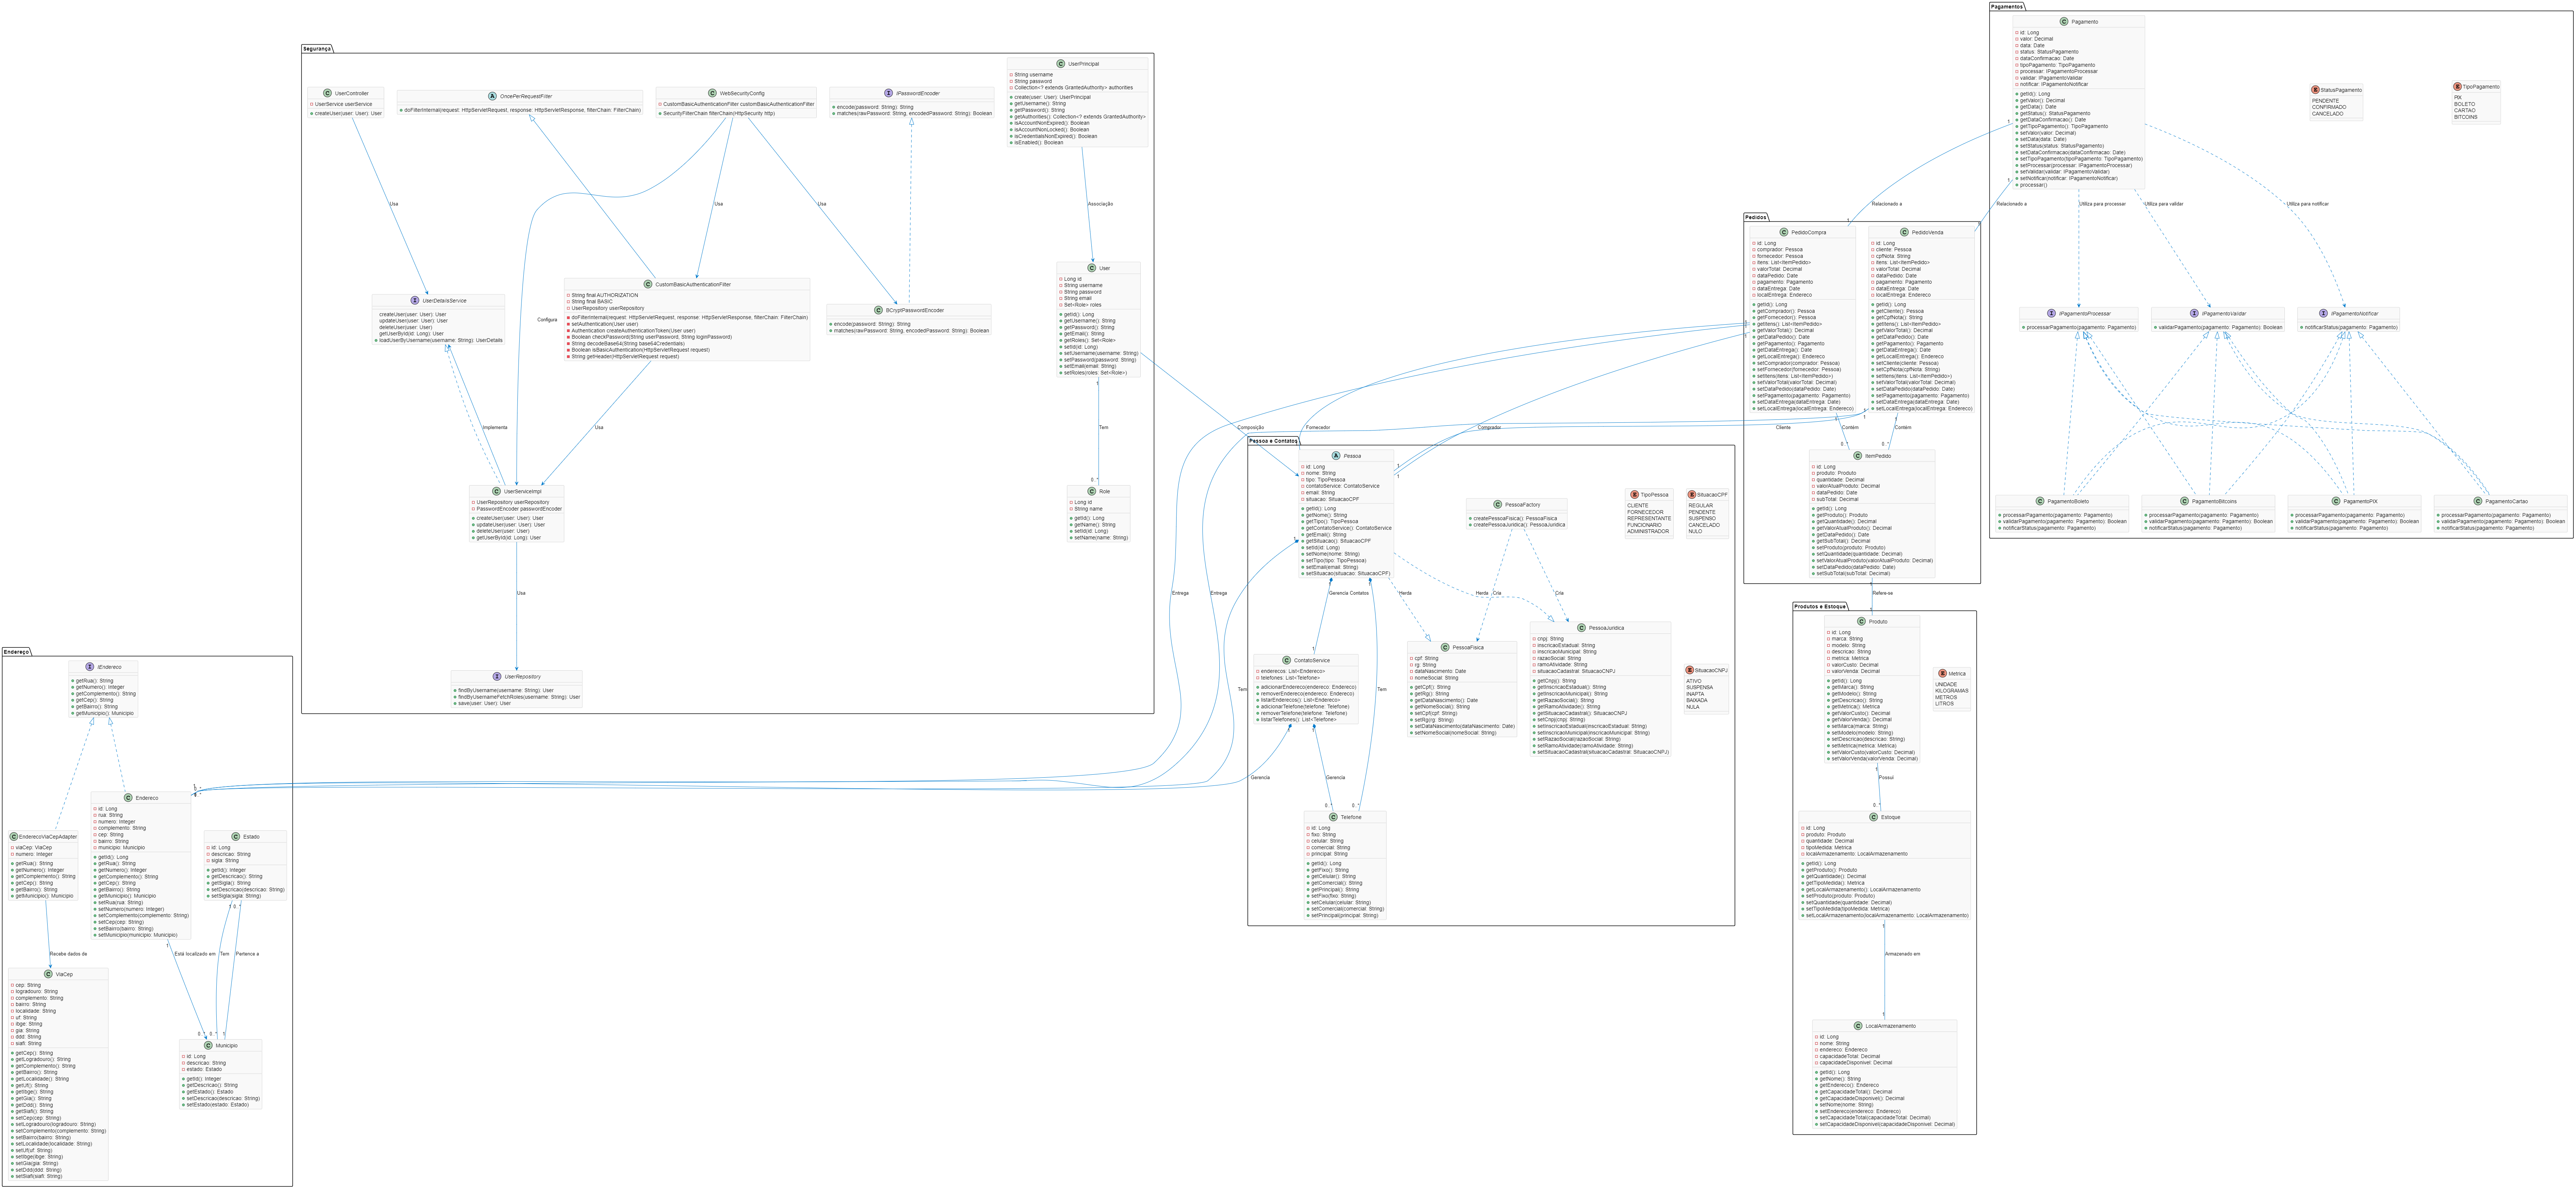 Segurança
UserController
UserService userService
createUser(user: User): User
OncePerRequestFilter
doFilterInternal(request: HttpServletRequest, response: HttpServletResponse, filterChain: FilterChain)
WebSecurityConfig
CustomBasicAuthenticationFilter customBasicAuthenticationFilter
SecurityFilterChain filterChain(HttpSecurity http)
IPasswordEncoder
encode(password: String): String
matches(rawPassword: String, encodedPassword: String): Boolean
UserPrincipal
String username
String password
Collection<? extends GrantedAuthority> authorities
create(user: User): UserPrincipal
getUsername(): String
getPassword(): String
getAuthorities(): Collection<? extends GrantedAuthority>
isAccountNonExpired(): Boolean
isAccountNonLocked(): Boolean
isCredentialsNonExpired(): Boolean
isEnabled(): Boolean
Usa
Usa
Usa
Associação
UserDetailsService
createUser(user: User): User
updateUser(user: User): User
deleteUser(user: User)
getUserById(id: Long): User
loadUserByUsername(username: String): UserDetails
Configura
CustomBasicAuthenticationFilter
String final AUTHORIZATION
String final BASIC
UserRepository userRepository
doFilterInternal(request: HttpServletRequest, response: HttpServletResponse, filterChain: FilterChain)
setAuthentication(User user)
Authentication createAuthenticationToken(User user)
Boolean checkPassword(String userPassword, String loginPassword)
String decodeBase64(String base64Credentials)
Boolean isBasicAuthentication(HttpServletRequest request)
String getHeader(HttpServletRequest request)
BCryptPasswordEncoder
encode(password: String): String
matches(rawPassword: String, encodedPassword: String): Boolean
User
Long id
String username
String password
String email
Set<Role> roles
getId(): Long
getUsername(): String
getPassword(): String
getEmail(): String
getRoles(): Set<Role>
setId(id: Long)
setUsername(username: String)
setPassword(password: String)
setEmail(email: String)
setRoles(roles: Set<Role>)
1
Tem
0..*
Implementa
Usa
Composição
UserServiceImpl
UserRepository userRepository
PasswordEncoder passwordEncoder
createUser(user: User): User
updateUser(user: User): User
deleteUser(user: User)
getUserById(id: Long): User
Role
Long id
String name
getId(): Long
getName(): String
setId(id: Long)
setName(name: String)
Usa
UserRepository
findByUsername(username: String): User
findByUsernameFetchRoles(username: String): User
save(user: User): User
Pagamentos
Pagamento
id: Long
valor: Decimal
data: Date
status: StatusPagamento
dataConfirmacao: Date
tipoPagamento: TipoPagamento
processar: IPagamentoProcessar
validar: IPagamentoValidar
notificar: IPagamentoNotificar
getId(): Long
getValor(): Decimal
getData(): Date
getStatus(): StatusPagamento
getDataConfirmacao(): Date
getTipoPagamento(): TipoPagamento
setValor(valor: Decimal)
setData(data: Date)
setStatus(status: StatusPagamento)
setDataConfirmacao(dataConfirmacao: Date)
setTipoPagamento(tipoPagamento: TipoPagamento)
setProcessar(processar: IPagamentoProcessar)
setValidar(validar: IPagamentoValidar)
setNotificar(notificar: IPagamentoNotificar)
processar()
StatusPagamento
PENDENTE
CONFIRMADO
CANCELADO
TipoPagamento
PIX
BOLETO
CARTAO
BITCOINS
1
1
Relacionado a
Relacionado a
Utiliza para processar
Utiliza para validar
Utiliza para notificar
IPagamentoProcessar
processarPagamento(pagamento: Pagamento)
IPagamentoValidar
validarPagamento(pagamento: Pagamento): Boolean
IPagamentoNotificar
notificarStatus(pagamento: Pagamento)
PagamentoBoleto
processarPagamento(pagamento: Pagamento)
validarPagamento(pagamento: Pagamento): Boolean
notificarStatus(pagamento: Pagamento)
PagamentoBitcoins
processarPagamento(pagamento: Pagamento)
validarPagamento(pagamento: Pagamento): Boolean
notificarStatus(pagamento: Pagamento)
PagamentoPIX
processarPagamento(pagamento: Pagamento)
validarPagamento(pagamento: Pagamento): Boolean
notificarStatus(pagamento: Pagamento)
PagamentoCartao
processarPagamento(pagamento: Pagamento)
validarPagamento(pagamento: Pagamento): Boolean
notificarStatus(pagamento: Pagamento)
Pedidos
PedidoCompra
id: Long
comprador: Pessoa
fornecedor: Pessoa
itens: List<ItemPedido>
valorTotal: Decimal
dataPedido: Date
pagamento: Pagamento
dataEntrega: Date
localEntrega: Endereco
getId(): Long
getComprador(): Pessoa
getFornecedor(): Pessoa
getItens(): List<ItemPedido>
getValorTotal(): Decimal
getDataPedido(): Date
getPagamento(): Pagamento
getDataEntrega(): Date
getLocalEntrega(): Endereco
setComprador(comprador: Pessoa)
setFornecedor(fornecedor: Pessoa)
setItens(itens: List<ItemPedido>)
setValorTotal(valorTotal: Decimal)
setDataPedido(dataPedido: Date)
setPagamento(pagamento: Pagamento)
setDataEntrega(dataEntrega: Date)
setLocalEntrega(localEntrega: Endereco)
PedidoVenda
id: Long
cliente: Pessoa
cpfNota: String
itens: List<ItemPedido>
valorTotal: Decimal
dataPedido: Date
pagamento: Pagamento
dataEntrega: Date
localEntrega: Endereco
getId(): Long
getCliente(): Pessoa
getCpfNota(): String
getItens(): List<ItemPedido>
getValorTotal(): Decimal
getDataPedido(): Date
getPagamento(): Pagamento
getDataEntrega(): Date
getLocalEntrega(): Endereco
setCliente(cliente: Pessoa)
setCpfNota(cpfNota: String)
setItens(itens: List<ItemPedido>)
setValorTotal(valorTotal: Decimal)
setDataPedido(dataPedido: Date)
setPagamento(pagamento: Pagamento)
setDataEntrega(dataEntrega: Date)
setLocalEntrega(localEntrega: Endereco)
Fornecedor
Comprador
Cliente
Contém
Contém
0..*
0..*
ItemPedido
id: Long
produto: Produto
quantidade: Decimal
valorAtualProduto: Decimal
dataPedido: Date
subTotal: Decimal
getId(): Long
getProduto(): Produto
getQuantidade(): Decimal
getValorAtualProduto(): Decimal
getDataPedido(): Date
getSubTotal(): Decimal
setProduto(produto: Produto)
setQuantidade(quantidade: Decimal)
setValorAtualProduto(valorAtualProduto: Decimal)
setDataPedido(dataPedido: Date)
setSubTotal(subTotal: Decimal)
Refere-se
Pessoa e Contatos
Pessoa
id: Long
nome: String
tipo: TipoPessoa
contatoService: ContatoService
email: String
situacao: SituacaoCPF
getId(): Long
getNome(): String
getTipo(): TipoPessoa
getContatoService(): ContatoService
getEmail(): String
getSituacao(): SituacaoCPF
setId(id: Long)
setNome(nome: String)
setTipo(tipo: TipoPessoa)
setEmail(email: String)
setSituacao(situacao: SituacaoCPF)
PessoaFactory
createPessoaFisica(): PessoaFisica
createPessoaJuridica(): PessoaJuridica
TipoPessoa
CLIENTE
FORNECEDOR
REPRESENTANTE
FUNCIONARIO
ADMINISTRADOR
SituacaoCPF
REGULAR
PENDENTE
SUSPENSO
CANCELADO
NULO
Entrega
Entrega
Gerencia Contatos
Herda
Herda
Cria
Cria
ContatoService
enderecos: List<Endereco>
telefones: List<Telefone>
adicionarEndereco(endereco: Endereco)
removerEndereco(endereco: Endereco)
listarEnderecos(): List<Endereco>
adicionarTelefone(telefone: Telefone)
removerTelefone(telefone: Telefone)
listarTelefones(): List<Telefone>
PessoaFisica
cpf: String
rg: String
dataNascimento: Date
nomeSocial: String
getCpf(): String
getRg(): String
getDataNascimento(): Date
getNomeSocial(): String
setCpf(cpf: String)
setRg(rg: String)
setDataNascimento(dataNascimento: Date)
setNomeSocial(nomeSocial: String)
PessoaJuridica
cnpj: String
inscricaoEstadual: String
inscricaoMunicipal: String
razaoSocial: String
ramoAtividade: String
situacaoCadastral: SituacaoCNPJ
getCnpj(): String
getInscricaoEstadual(): String
getInscricaoMunicipal(): String
getRazaoSocial(): String
getRamoAtividade(): String
getSituacaoCadastral(): SituacaoCNPJ
setCnpj(cnpj: String)
setInscricaoEstadual(inscricaoEstadual: String)
setInscricaoMunicipal(inscricaoMunicipal: String)
setRazaoSocial(razaoSocial: String)
setRamoAtividade(ramoAtividade: String)
setSituacaoCadastral(situacaoCadastral: SituacaoCNPJ)
SituacaoCNPJ
ATIVO
SUSPENSA
INAPTA
BAIXADA
NULA
Tem
Tem
Gerencia
Gerencia
0..*
0..*
Telefone
id: Long
fixo: String
celular: String
comercial: String
principal: String
getId(): Long
getFixo(): String
getCelular(): String
getComercial(): String
getPrincipal(): String
setFixo(fixo: String)
setCelular(celular: String)
setComercial(comercial: String)
setPrincipal(principal: String)
Produtos e Estoque
Produto
id: Long
marca: String
modelo: String
descricao: String
metrica: Metrica
valorCusto: Decimal
valorVenda: Decimal
getId(): Long
getMarca(): String
getModelo(): String
getDescricao(): String
getMetrica(): Metrica
getValorCusto(): Decimal
getValorVenda(): Decimal
setMarca(marca: String)
setModelo(modelo: String)
setDescricao(descricao: String)
setMetrica(metrica: Metrica)
setValorCusto(valorCusto: Decimal)
setValorVenda(valorVenda: Decimal)
Metrica
UNIDADE
KILOGRAMAS
METROS
LITROS
1
Possui
0..*
Estoque
id: Long
produto: Produto
quantidade: Decimal
tipoMedida: Metrica
localArmazenamento: LocalArmazenamento
getId(): Long
getProduto(): Produto
getQuantidade(): Decimal
getTipoMedida(): Metrica
getLocalArmazenamento(): LocalArmazenamento
setProduto(produto: Produto)
setQuantidade(quantidade: Decimal)
setTipoMedida(tipoMedida: Metrica)
setLocalArmazenamento(localArmazenamento: LocalArmazenamento)
1
Armazenado em
1
LocalArmazenamento
id: Long
nome: String
endereco: Endereco
capacidadeTotal: Decimal
capacidadeDisponivel: Decimal
getId(): Long
getNome(): String
getEndereco(): Endereco
getCapacidadeTotal(): Decimal
getCapacidadeDisponivel(): Decimal
setNome(nome: String)
setEndereco(endereco: Endereco)
setCapacidadeTotal(capacidadeTotal: Decimal)
setCapacidadeDisponivel(capacidadeDisponivel: Decimal)
Endereço
IEndereco
getRua(): String
getNumero(): Integer
getComplemento(): String
getCep(): String
getBairro(): String
getMunicipio(): Municipio
EnderecoViaCepAdapter
viaCep: ViaCep
numero: Integer
getRua(): String
getNumero(): Integer
getComplemento(): String
getCep(): String
getBairro(): String
getMunicipio(): Municipio
Endereco
id: Long
rua: String
numero: Integer
complemento: String
cep: String
bairro: String
municipio: Municipio
getId(): Long
getRua(): String
getNumero(): Integer
getComplemento(): String
getCep(): String
getBairro(): String
getMunicipio(): Municipio
setRua(rua: String)
setNumero(numero: Integer)
setComplemento(complemento: String)
setCep(cep: String)
setBairro(bairro: String)
setMunicipio(municipio: Municipio)
Estado
id: Long
descricao: String
sigla: String
getId(): Integer
getDescricao(): String
getSigla(): String
setDescricao(descricao: String)
setSigla(sigla: String)
1
0..*
1
Recebe dados da
Está localizado em
Tem
Pertence a
0..*
0..*
1
ViaCep
cep: String
logradouro: String
complemento: String
bairro: String
localidade: String
uf: String
ibge: String
gia: String
ddd: String
siafi: String
getCep(): String
getLogradouro(): String
getComplemento(): String
getBairro(): String
getLocalidade(): String
getUf(): String
getIbge(): String
getGia(): String
getDdd(): String
getSiafi(): String
setCep(cep: String)
setLogradouro(logradouro: String)
setComplemento(complemento: String)
setBairro(bairro: String)
setLocalidade(localidade: String)
setUf(uf: String)
setIbge(ibge: String)
setGia(gia: String)
setDdd(ddd: String)
setSiafi(siafi: String)
Municipio
id: Long
descricao: String
estado: Estado
getId(): Integer
getDescricao(): String
getEstado(): Estado
setDescricao(descricao: String)
setEstado(estado: Estado)